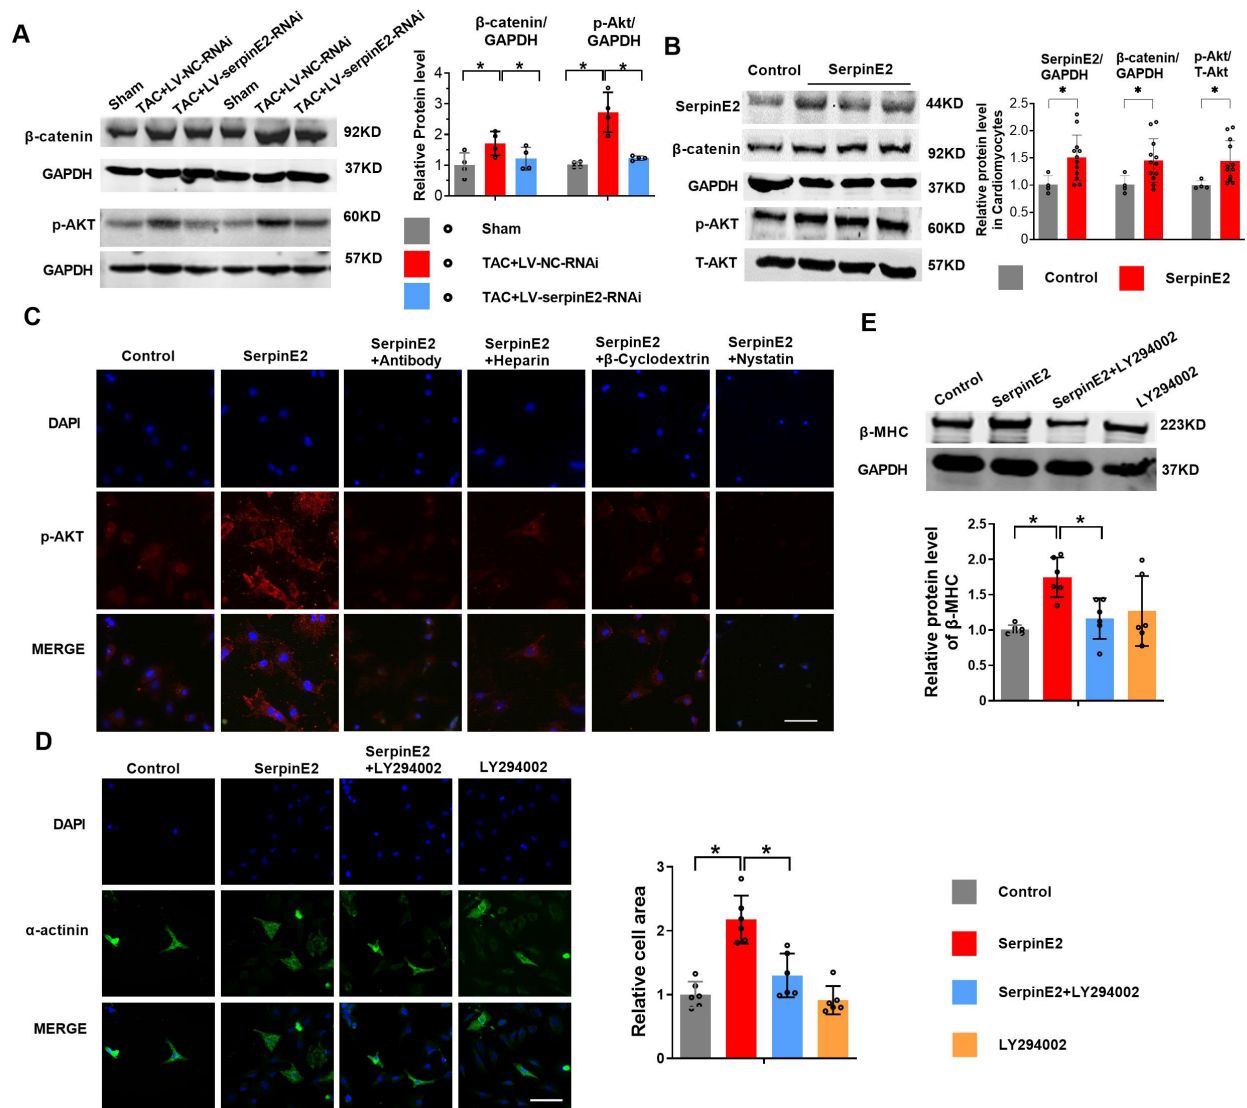 A
Sham
TAC+LV-NC-RNAi
TAC+LV-serpinE2-RNAi
Sham
TAC+LV-NC-RNAi
TAC+LV-serpinE2-RNAi
β-catenin
92KD
GAPDH
37KD
p-AKT
60KD
GAPDH
57KD
β-catenin/
GAPDH
p-Akt/
GAPDH
* * * *
Relative Protein level
4
3
2
1
0
Sham
TAC+LV-NC-RNAi
TAC+LV-serpinE2-RNAi
B
Control
SerpinE2
SerpinE2
44KD
β-catenin
92KD
GAPDH
37KD
p-AKT
60KD
T-AKT
57KD
SerpinE2/
GAPDH
β-catenin/
GAPDH
p-Akt/
T-Akt
* * *
Relative protein level
in Cardiomyocytes
2.5
2.0
1.5
1.0
0.5
0
Control
SerpinE2
C
Control
SerpinE2
SerpinE2
+Antibody
SerpinE2
+Heparin
SerpinE2
+β-Cyclodextrin
SerpinE2
+Nystatin
DAPI
p-AKT
MERGE
E
Control
SerpinE2
SerpinE2+LY294002
LY294002
β-MHC
223KD
GAPDH
37KD
* *
Relative protein level
of β-MHC
2.5
2.0
1.5
1.0
0.5
0
D
Control
SerpinE2
SerpinE2
+LY294002
LY294002
DAPI
α-actinin
MERGE
* *
Relative cell area
3
2
1
0
Control
SerpinE2
SerpinE2+LY294002
LY294002